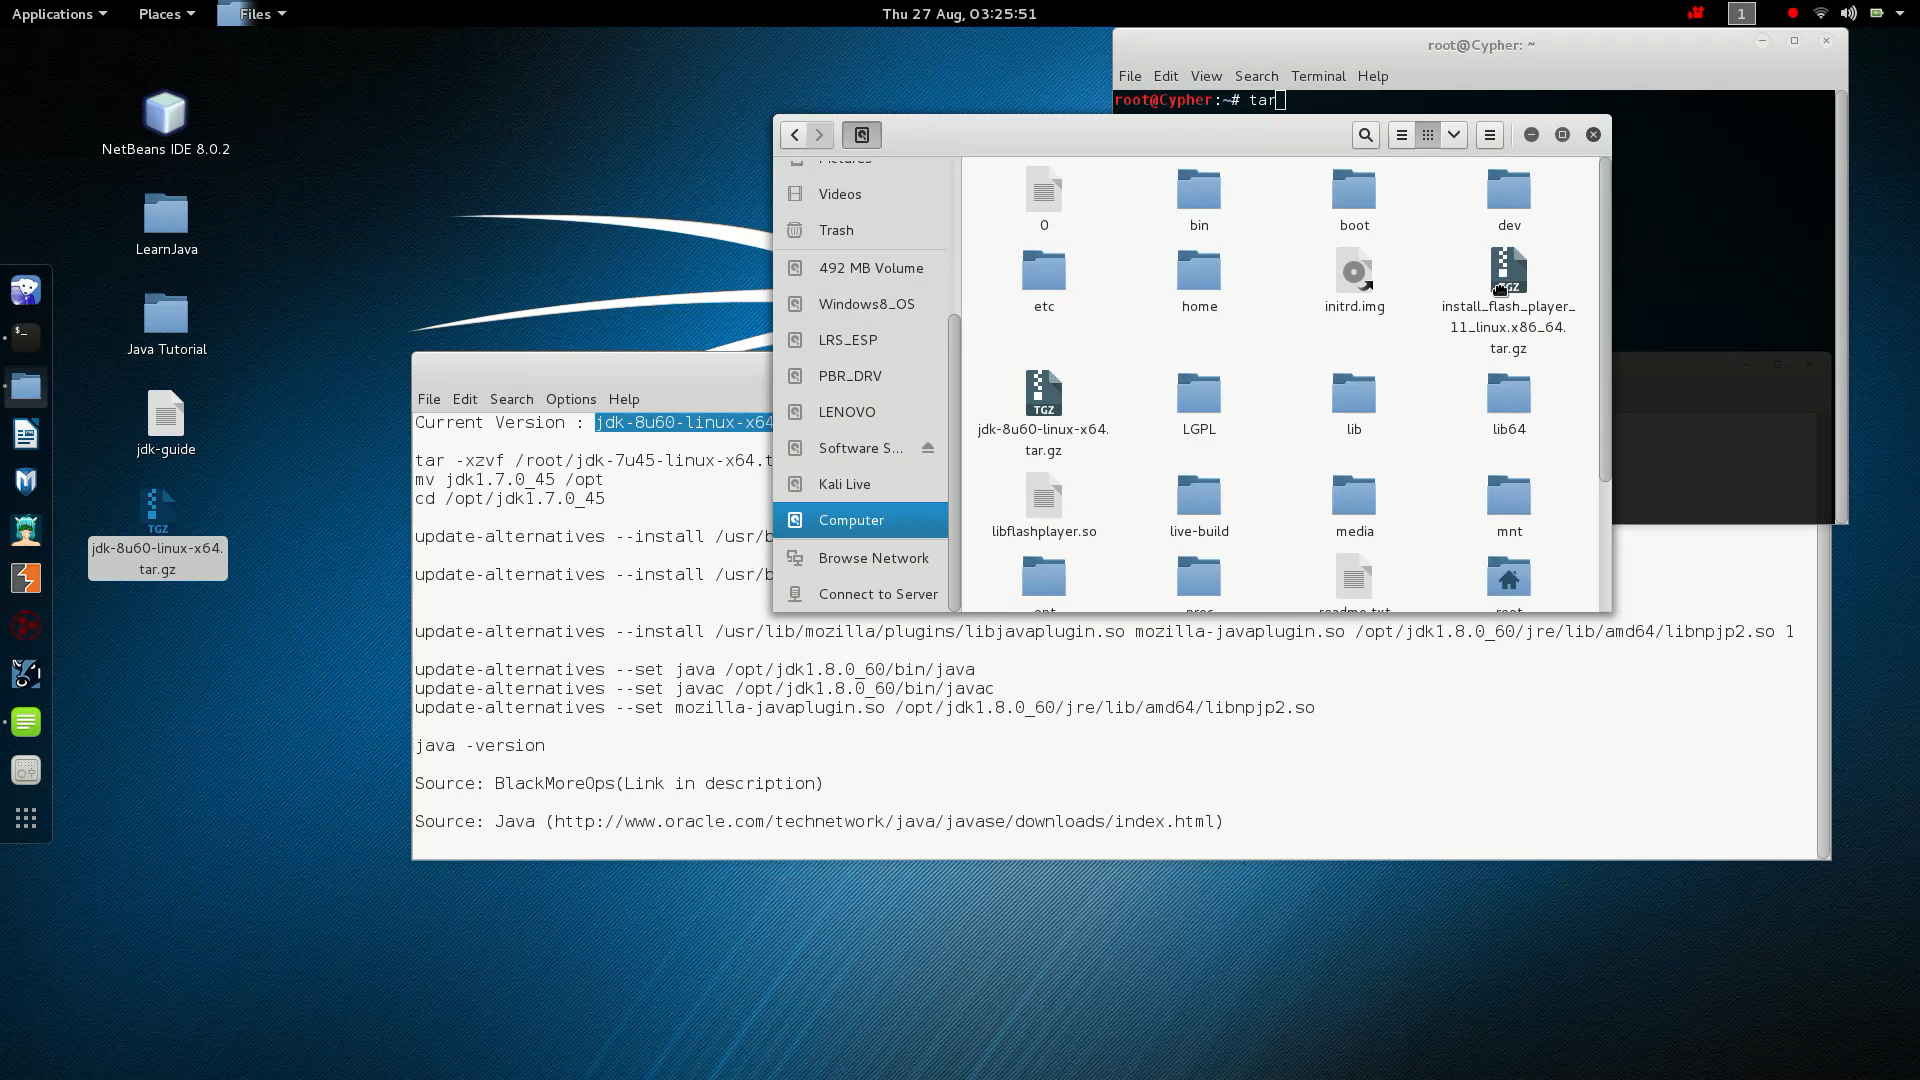 Applications
Places
Files
Thu 27 Aug, 03:25:51
1
NetBeans IDE 8.0.2
LearnJava
Java Tutorial
jdk-guide
TGZ
jdk-8u60-linux-x64.
tar.gz
root@Cypher: ~
File Edit View Search Terminal Help
root@Cypher:~# tar
Pictures
Videos
Trash
492 MB Volume
Windows8_OS
LRS_ESP
PBR_DRV
LENOVO
Software S...
Kali Live
Computer
Browse Network
Connect to Server
0
bin
boot
dev
etc
home
initrd.img
install_flash_player_
11_linux.x86_64.
tar.gz
TGZ
jdk-8u60-linux-x64.
tar.gz
LGPL
lib
lib64
libflashplayer.so
live-build
media
mnt
opt
proc
readme.txt
root
File Edit Search Options Help
Current Version : jdk-8u60-linux-x64
tar -xzvf /root/jdk-7u45-linux-x64.t
mv jdk1.7.0_45 /opt
cd /opt/jdk1.7.0_45
update-alternatives --install /usr/b
update-alternatives --install /usr/b
update-alternatives --install /usr/lib/mozilla/plugins/libjavaplugin.so mozilla-javaplugin.so /opt/jdk1.8.0_60/jre/lib/amd64/libnpjp2.so 1
update-alternatives --set java /opt/jdk1.8.0_60/bin/java
update-alternatives --set javac /opt/jdk1.8.0_60/bin/javac
update-alternatives --set mozilla-javaplugin.so /opt/jdk1.8.0_60/jre/lib/amd64/libnpjp2.so
java -version
Source: BlackMoreOps(Link in description)
Source: Java (http://www.oracle.com/technetwork/java/javase/downloads/index.html)